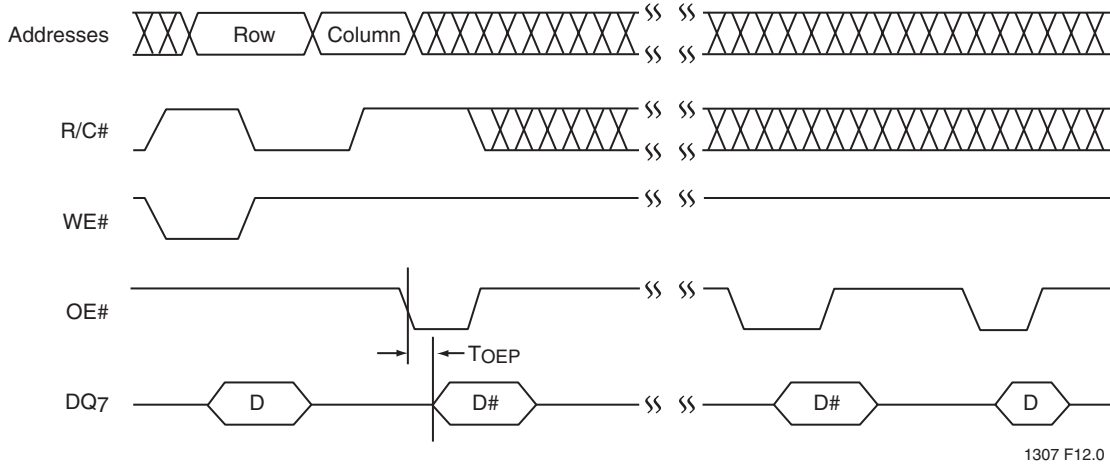 Addresses Row Column
R/C#
WE#
OE#
TOEP
DQ7 D D# D# D
1307 F12.0